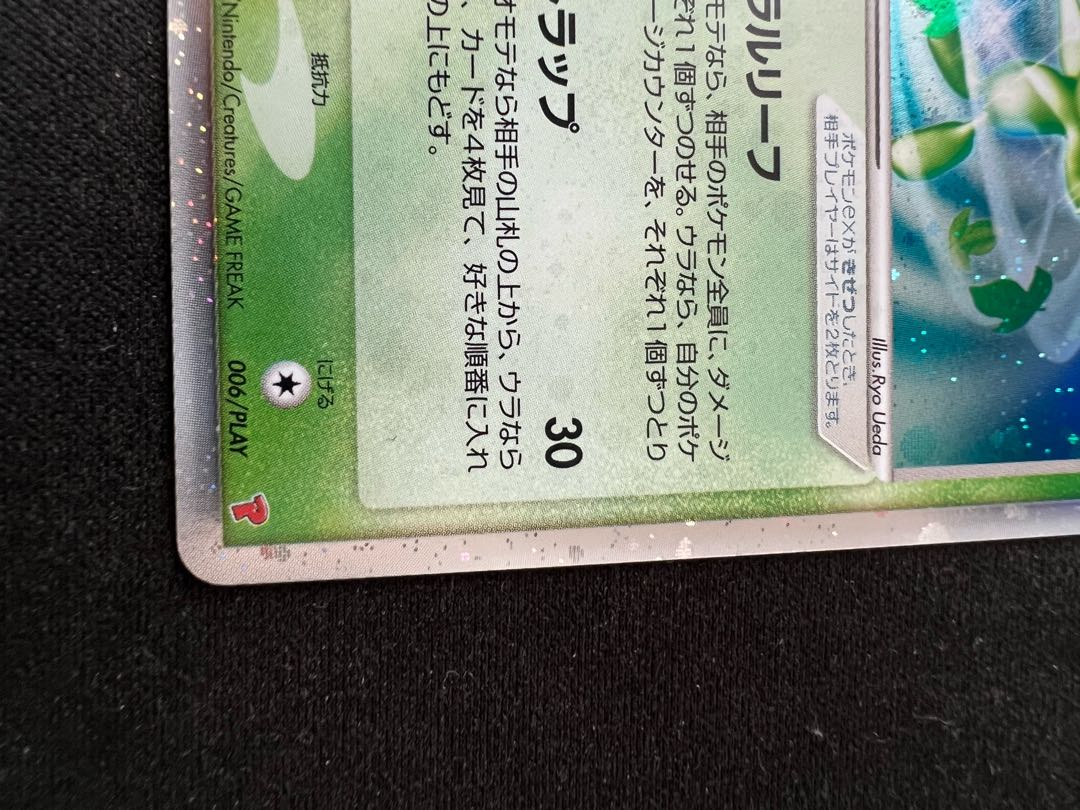 ポケモンexがきぜつしたとき、
相手プレイヤーはサイドを2枚とります。
Illus. Ryo Ueda
ラルリーフ
モテなら、相手のポケモン全員に、ダメージ
ぞれ1個ずつのせる。ウラなら、自分のポケ
ージカウンターを、それぞれ1個ずつとり
ラップ 30
オモテなら相手の山札の上から、ウラなら
、カードを4枚見て、好きな順番に入れ
の上にもどす。
抵抗力
にげる
Nintendo/Creatures/GAME FREAK
006/PLAY
P